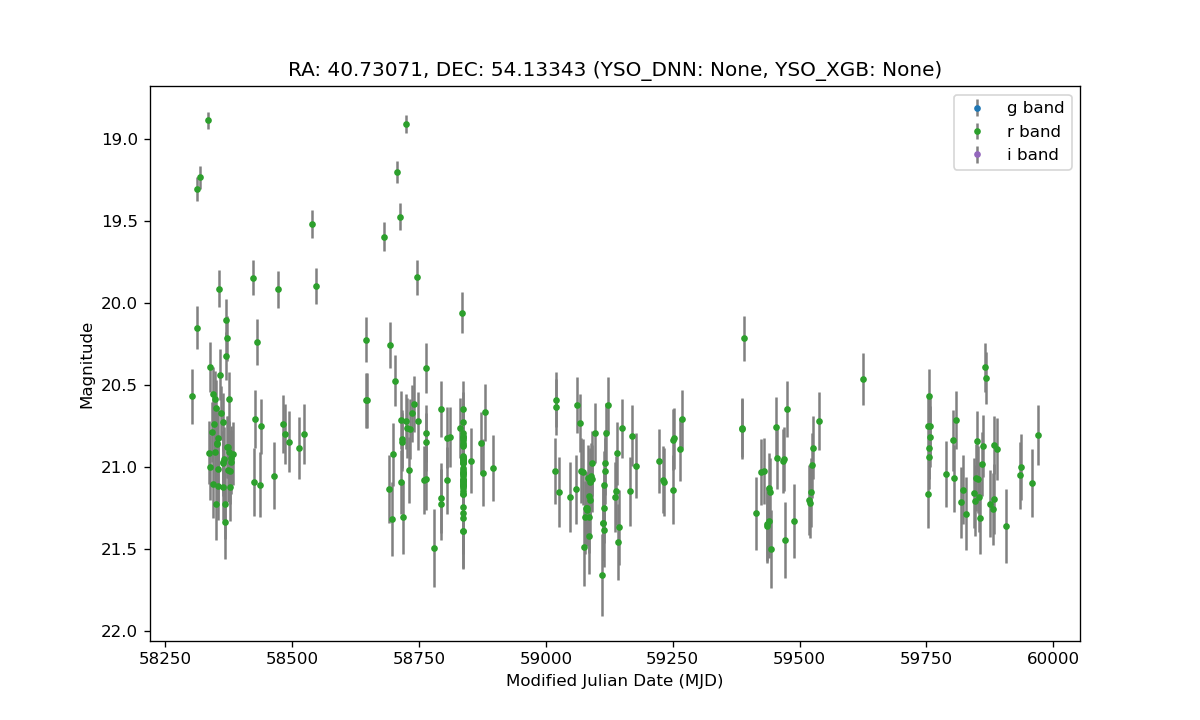 RA: 40.73071, DEC: 54.13343 (YSO_DNN: None, YSO_XGB: None)
g band
r band
i band
19.0
19.5
20.0
20.5
21.0
21.5
22.0
Magnitude
58250 58500 58750 59000 59250 59500 59750 60000
Modified Julian Date (MJD)